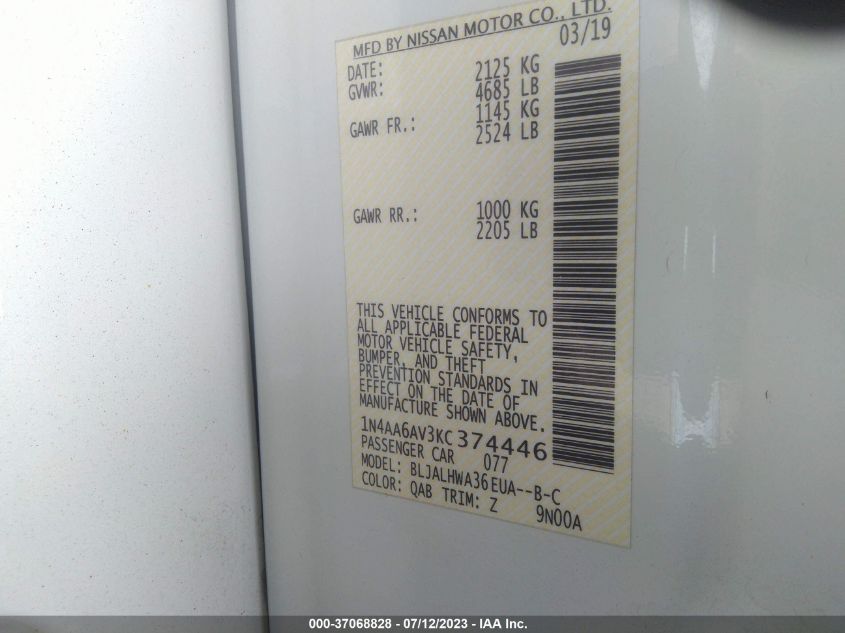 MFD BY NISSAN MOTOR CO., LTD.
DATE: 03/19
GVWR: 2125 KG
4685 LB
GAWR FR.: 1145 KG
2524 LB
GAWR RR.: 1000 KG
2205 LB
THIS VEHICLE CONFORMS TO
ALL APPLICABLE FEDERAL
MOTOR VEHICLE SAFETY,
BUMPER, AND THEFT
PREVENTION STANDARDS IN
EFFECT ON THE DATE OF
MANUFACTURE SHOWN ABOVE.
1N4AA6AV3KC374446
PASSENGER CAR 077
MODEL: BLJALHWA36EUA--B-C
COLOR: QAB TRIM: Z 9N00A
000-37068828 - 07/12/2023 - IAA Inc.